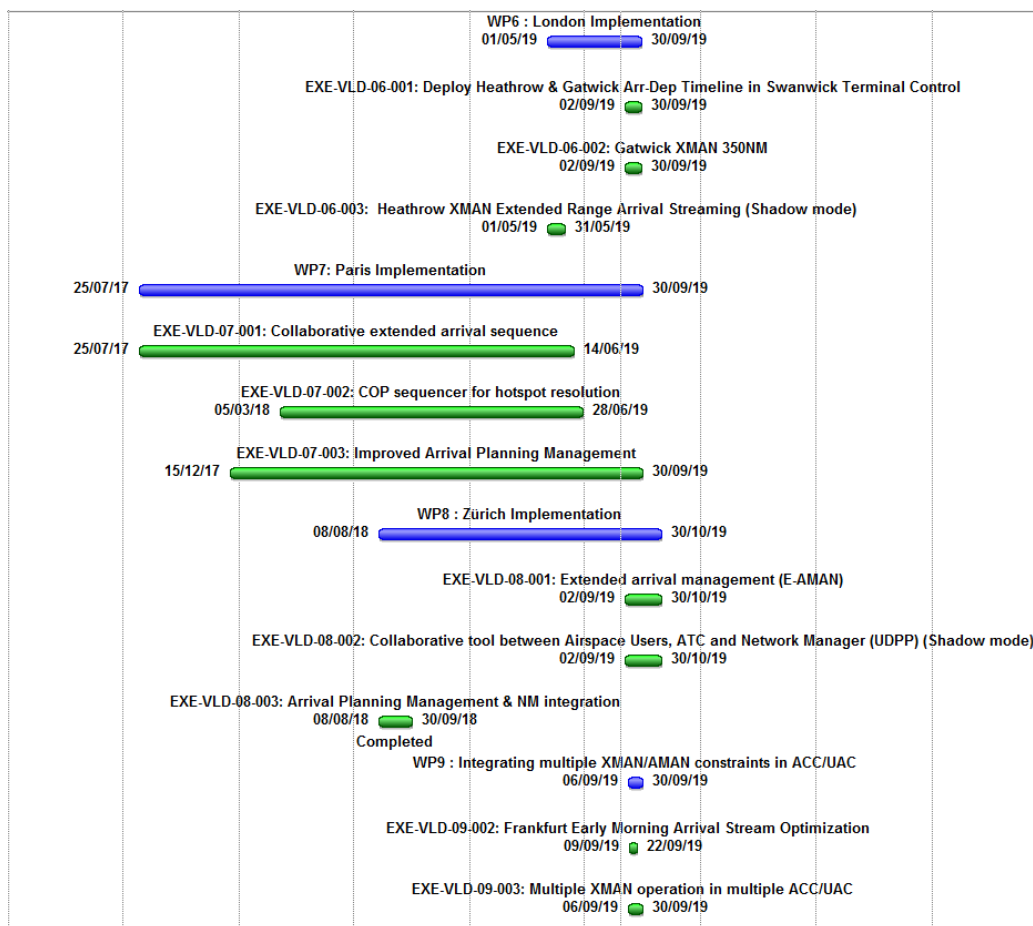 WP6 : London Implementation
01/05/19 30/09/19
EXE-VLD-06-001: Deploy Heathrow & Gatwick Arr-Dep Timeline in Swanwick Terminal Control
02/09/19 30/09/19
EXE-VLD-06-002: Gatwick XMAN 350NM
02/09/19 30/09/19
EXE-VLD-06-003:  Heathrow XMAN Extended Range Arrival Streaming (Shadow mode)
01/05/19 31/05/19
WP7: Paris Implementation
25/07/17 30/09/19
EXE-VLD-07-001: Collaborative extended arrival sequence
25/07/17 14/06/19
EXE-VLD-07-002: COP sequencer for hotspot resolution
05/03/18 28/06/19
EXE-VLD-07-003: Improved Arrival Planning Management
15/12/17 30/09/19
WP8 : Zürich Implementation
08/08/18 30/10/19
EXE-VLD-08-001: Extended arrival management (E-AMAN)
02/09/19 30/10/19
EXE-VLD-08-002: Collaborative tool between Airspace Users, ATC and Network Manager (UDPP) (Shadow mode)
02/09/19 30/10/19
EXE-VLD-08-003: Arrival Planning Management & NM integration
08/08/18 30/09/18
Completed
WP9 : Integrating multiple XMAN/AMAN constraints in ACC/UAC
06/09/19 30/09/19
EXE-VLD-09-002: Frankfurt Early Morning Arrival Stream Optimization
09/09/19 22/09/19
EXE-VLD-09-003: Multiple XMAN operation in multiple ACC/UAC
06/09/19 30/09/19